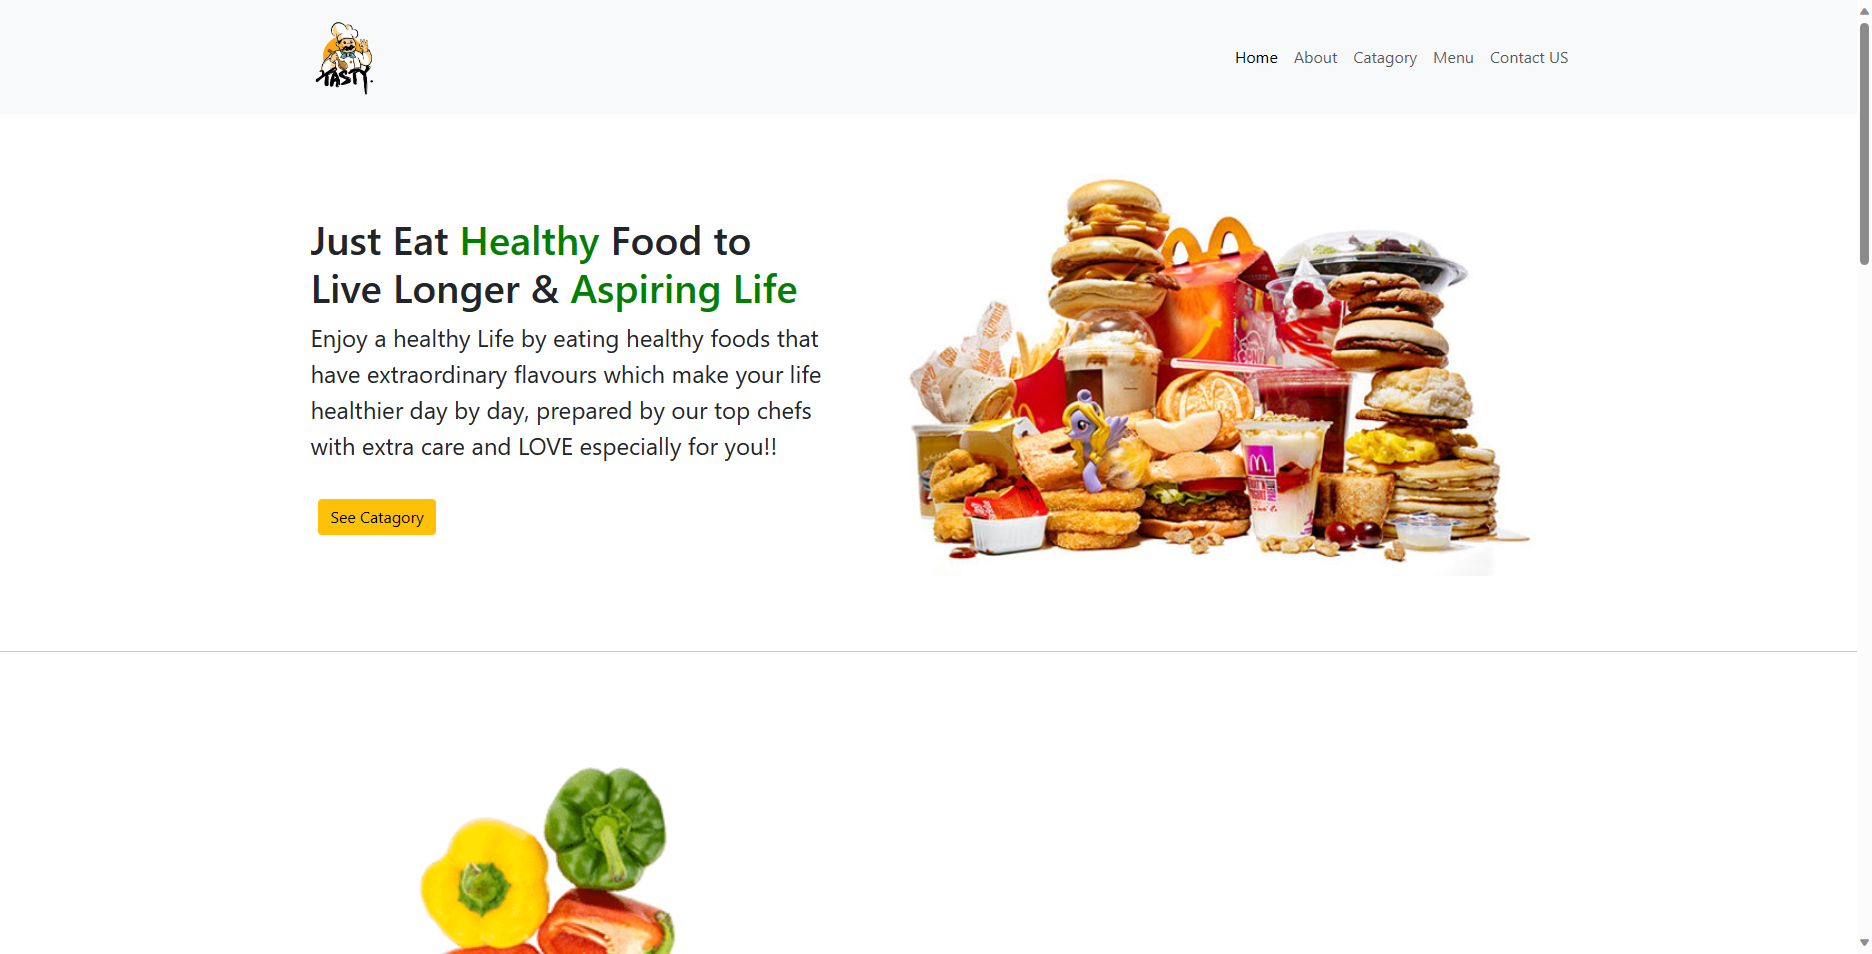 TASTY.
Home About Catagory Menu Contact US
Just Eat Healthy Food to
Live Longer & Aspiring Life
Enjoy a healthy Life by eating healthy foods that
have extraordinary flavours which make your life
healthier day by day, prepared by our top chefs
with extra care and LOVE especially for you!!
See Catagory